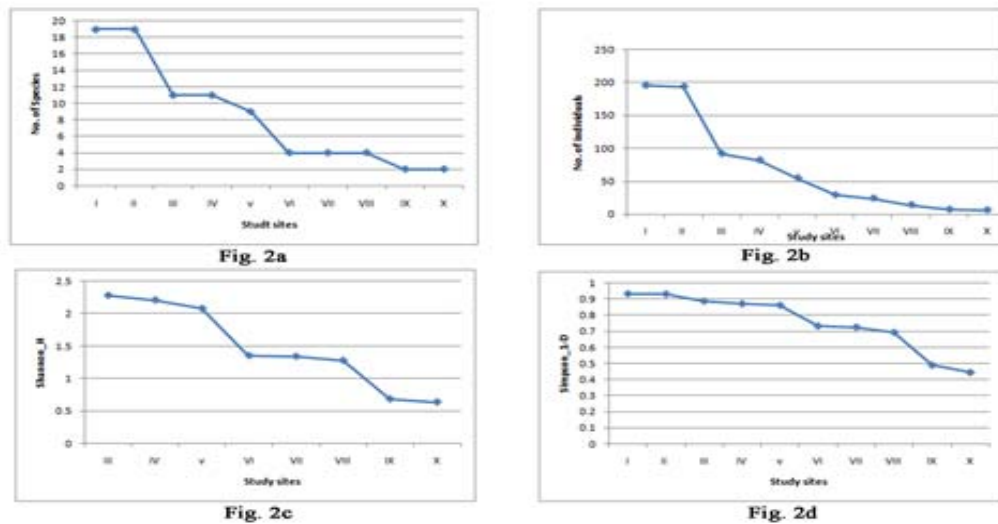 20
18
16
14
12
10
8
6
4
2
0
No. of Species
I II III IV v VI VII VIII IX X
Studt sites
Fig. 2a
250
200
150
100
50
0
No. of Individuals
I II III IV v VI VII VIII IX X
Study sites
Fig. 2b
2.5
2
1.5
1
0.5
0
Shannon_H
III IV v VI VII VIII IX X
Study sites
Fig. 2c
1
0.9
0.8
0.7
0.6
0.5
0.4
0.3
0.2
0.1
0
Simpson_1-D
I II III IV v VI VII VIII IX X
Study sites
Fig. 2d